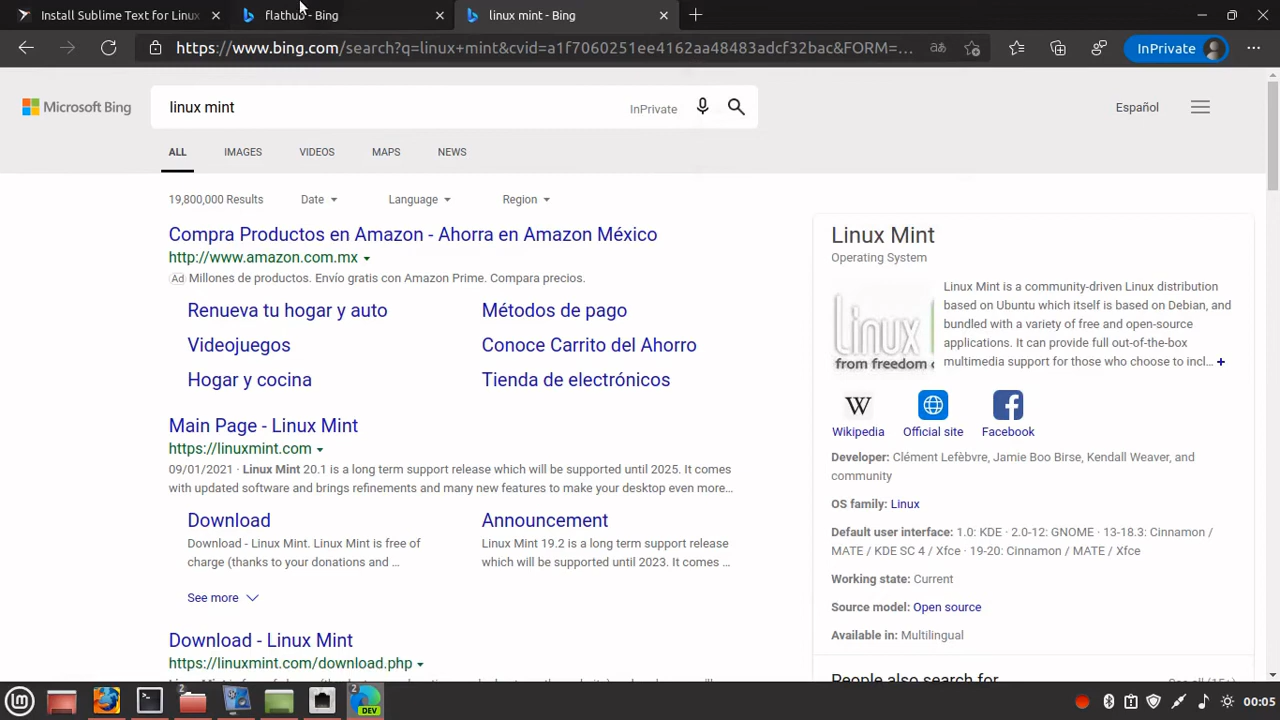 Install Sublime Text for Linux
flathub - Bing
linux mint - Bing
https://www.bing.com/search?q=linux+mint&cvid=a1f7060251ee4162aa48483adcf32bac&FORM=...
InPrivate
Microsoft Bing
linux mint
InPrivate
Español
ALL
IMAGES
VIDEOS
MAPS
NEWS
19,800,000 Results
Date
Language
Region
Compra Productos en Amazon - Ahorra en Amazon México
http://www.amazon.com.mx
Ad Millones de productos. Envío gratis con Amazon Prime. Compara precios.
Renueva tu hogar y auto
Métodos de pago
Videojuegos
Conoce Carrito del Ahorro
Hogar y cocina
Tienda de electrónicos
Main Page - Linux Mint
https://linuxmint.com
09/01/2021 · Linux Mint 20.1 is a long term support release which will be supported until 2025. It comes
with updated software and brings refinements and many new features to make your desktop even more...
Download
Download - Linux Mint. Linux Mint is free of
charge (thanks to your donations and ...
Announcement
Linux Mint 19.2 is a long term support release
which will be supported until 2023. It comes ...
See more
Download - Linux Mint
https://linuxmint.com/download.php
Linux Mint
Operating System
Linux
from freedom
Linux Mint is a community-driven Linux distribution
based on Ubuntu which itself is based on Debian, and
bundled with a variety of free and open-source
applications. It can provide full out-of-the-box
multimedia support for those who choose to incl... +
Wikipedia
Official site
Facebook
Developer: Clément Lefèbvre, Jamie Boo Birse, Kendall Weaver, and
community
OS family: Linux
Default user interface: 1.0: KDE · 2.0-12: GNOME · 13-18.3: Cinnamon /
MATE / KDE SC 4 / Xfce · 19-20: Cinnamon / MATE / Xfce
Working state: Current
Source model: Open source
Available in: Multilingual
People also search for
See all (15+)
2
2
DEV
00:05